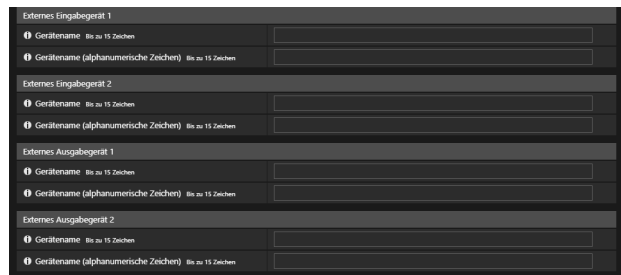 Externes Eingabegerät 1
Gerätename Bis zu 15 Zeichen
Gerätename (alphanumerische Zeichen) Bis zu 15 Zeichen
Externes Eingabegerät 2
Gerätename Bis zu 15 Zeichen
Gerätename (alphanumerische Zeichen) Bis zu 15 Zeichen
Externes Ausgabegerät 1
Gerätename Bis zu 15 Zeichen
Gerätename (alphanumerische Zeichen) Bis zu 15 Zeichen
Externes Ausgabegerät 2
Gerätename Bis zu 15 Zeichen
Gerätename (alphanumerische Zeichen) Bis zu 15 Zeichen